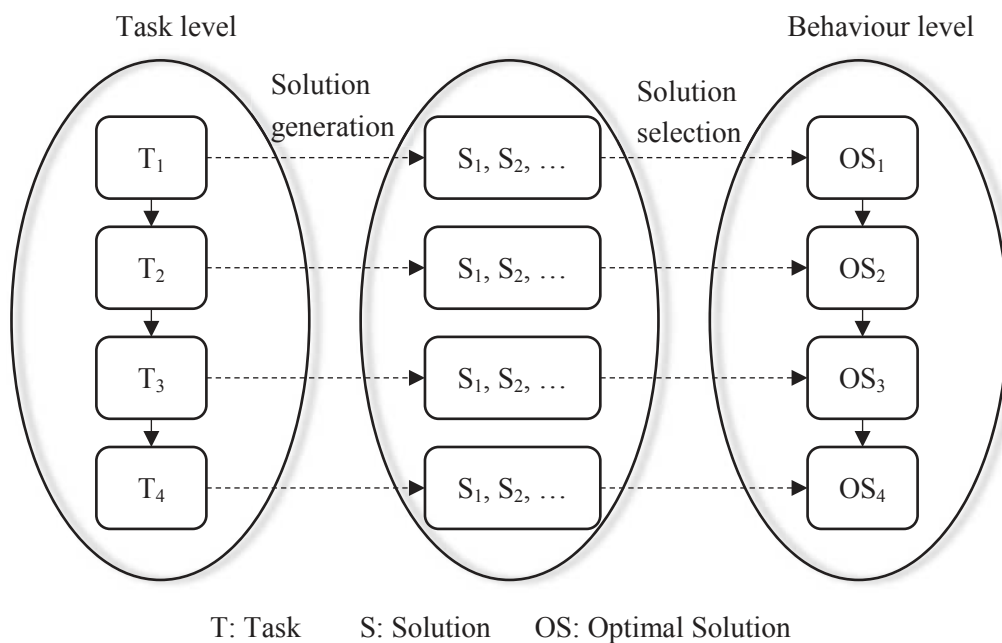 Task level
Behaviour level
Solution
generation
Solution
selection
T₁
S₁, S₂, …
OS₁
T₂
S₁, S₂, …
OS₂
T₃
S₁, S₂, …
OS₃
T₄
S₁, S₂, …
OS₄
T: Task S: Solution OS: Optimal Solution